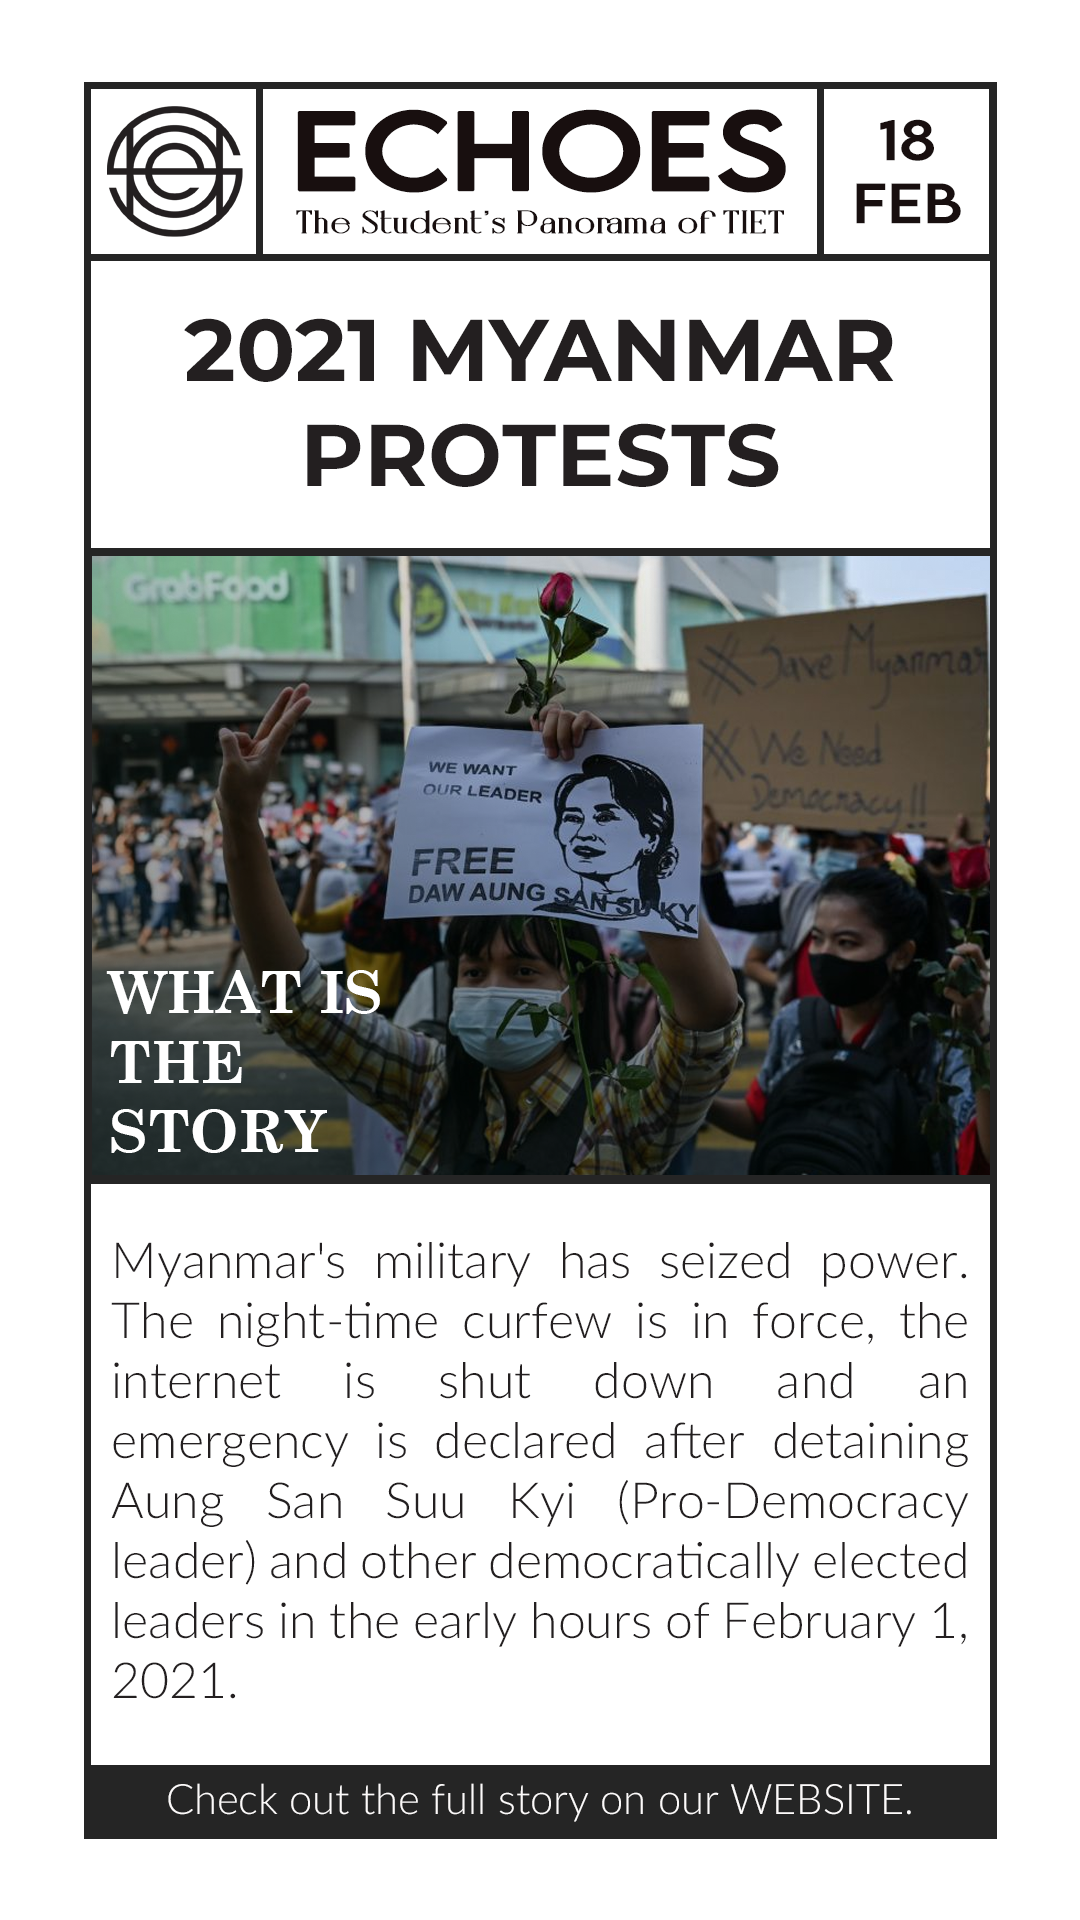 ECHOES
The Student's Panorama of TIET
18
FEB
2021 MYANMAR
PROTESTS
GrabFood
# Save Myanmar
# We Need
Democracy!!
WE WANT
OUR LEADER
FREE
DAW AUNG SAN SU KYI
WHAT IS
THE
STORY
Myanmar's military has seized power.
The night-time curfew is in force, the
internet is shut down and an
emergency is declared after detaining
Aung San Suu Kyi (Pro-Democracy
leader) and other democratically elected
leaders in the early hours of February 1,
2021.
Check out the full story on our WEBSITE.